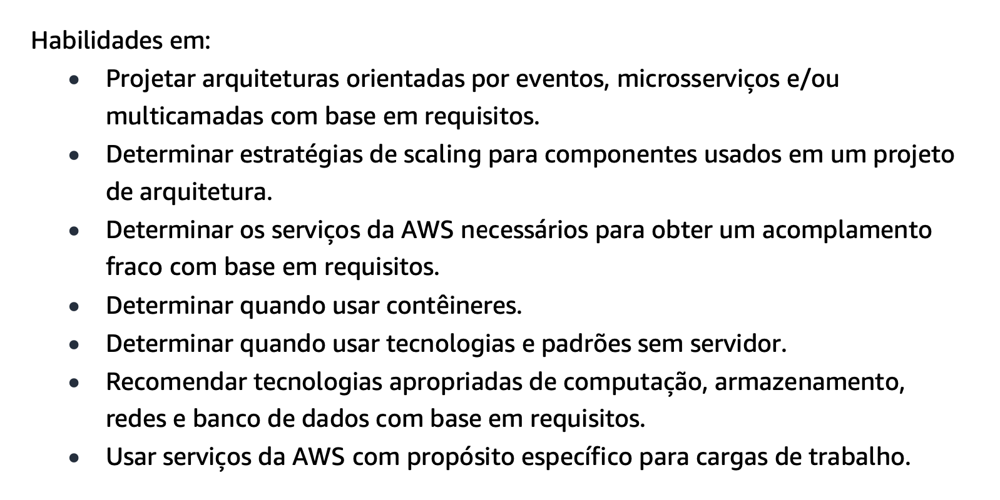 Habilidades em:
• Projetar arquiteturas orientadas por eventos, microsserviços e/ou
multicamadas com base em requisitos.
• Determinar estratégias de scaling para componentes usados em um projeto
de arquitetura.
• Determinar os serviços da AWS necessários para obter um acomplamento
fraco com base em requisitos.
• Determinar quando usar contêineres.
• Determinar quando usar tecnologias e padrões sem servidor.
• Recomendar tecnologias apropriadas de computação, armazenamento,
redes e banco de dados com base em requisitos.
• Usar serviços da AWS com propósito específico para cargas de trabalho.